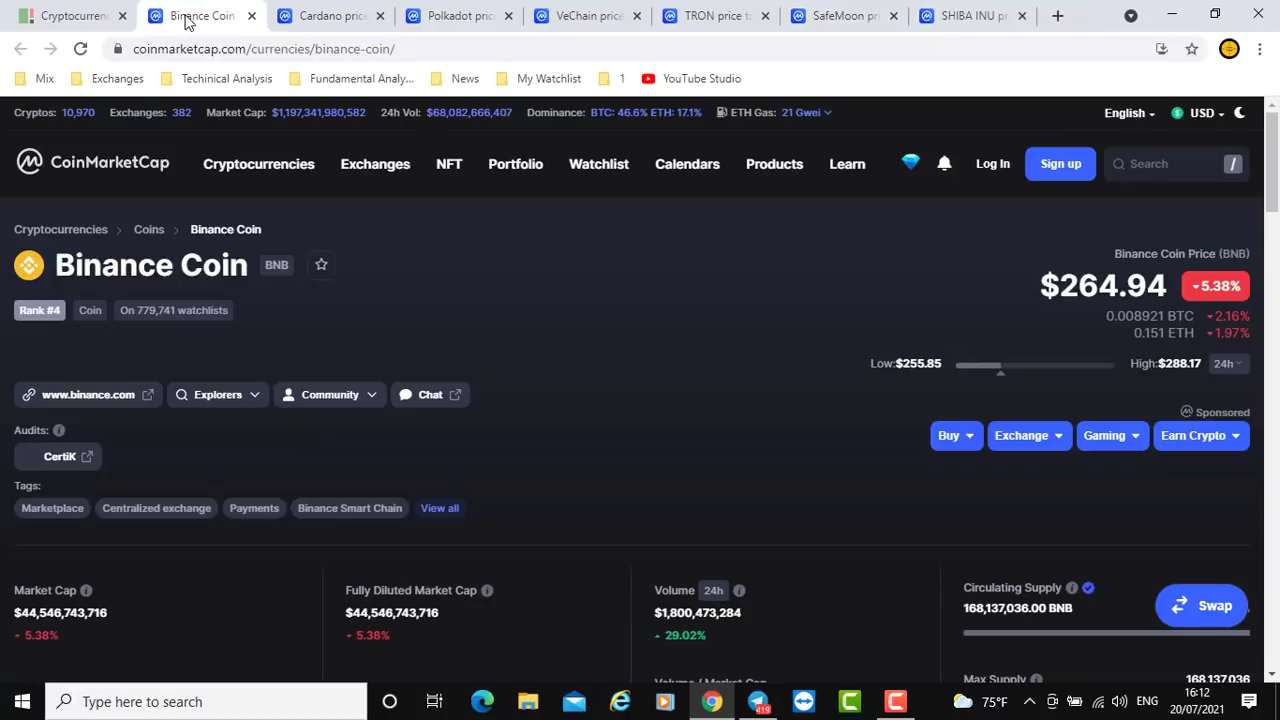 Cryptocurren Binance Coin Cardano price Polkadot pric VeChain price TRON price to SafeMoon pri SHIBA INU pr
coinmarketcap.com/currencies/binance-coin/
Mix Exchanges Techinical Analysis Fundamental Analy... News My Watchlist 1 YouTube Studio
Cryptos: 10,970 Exchanges: 382 Market Cap: $1,197,341,980,582 24h Vol: $68,082,666,407 Dominance: BTC: 46.6% ETH: 17.1% ETH Gas: 21 Gwei English USD
CoinMarketCap Cryptocurrencies Exchanges NFT Portfolio Watchlist Calendars Products Learn Log In Sign up Search /
Cryptocurrencies Coins Binance Coin
Binance Coin BNB
Rank #4 Coin On 779,741 watchlists
Binance Coin Price (BNB)
$264.94 5.38%
0.008921 BTC 2.16%
0.151 ETH 1.97%
Low:$255.85 High:$288.17 24h
www.binance.com Explorers Community Chat
Sponsored
Buy Exchange Gaming Earn Crypto
Audits:
CertiK
Tags:
Marketplace Centralized exchange Payments Binance Smart Chain View all
Market Cap
$44,546,743,716
5.38%
Fully Diluted Market Cap
$44,546,743,716
5.38%
Volume 24h
$1,800,473,284
29.02%
Volume / Market Cap
Circulating Supply
168,137,036.00 BNB
Max Supply 168,137,036
Swap
Type here to search 419 75°F ENG 16:12
20/07/2021